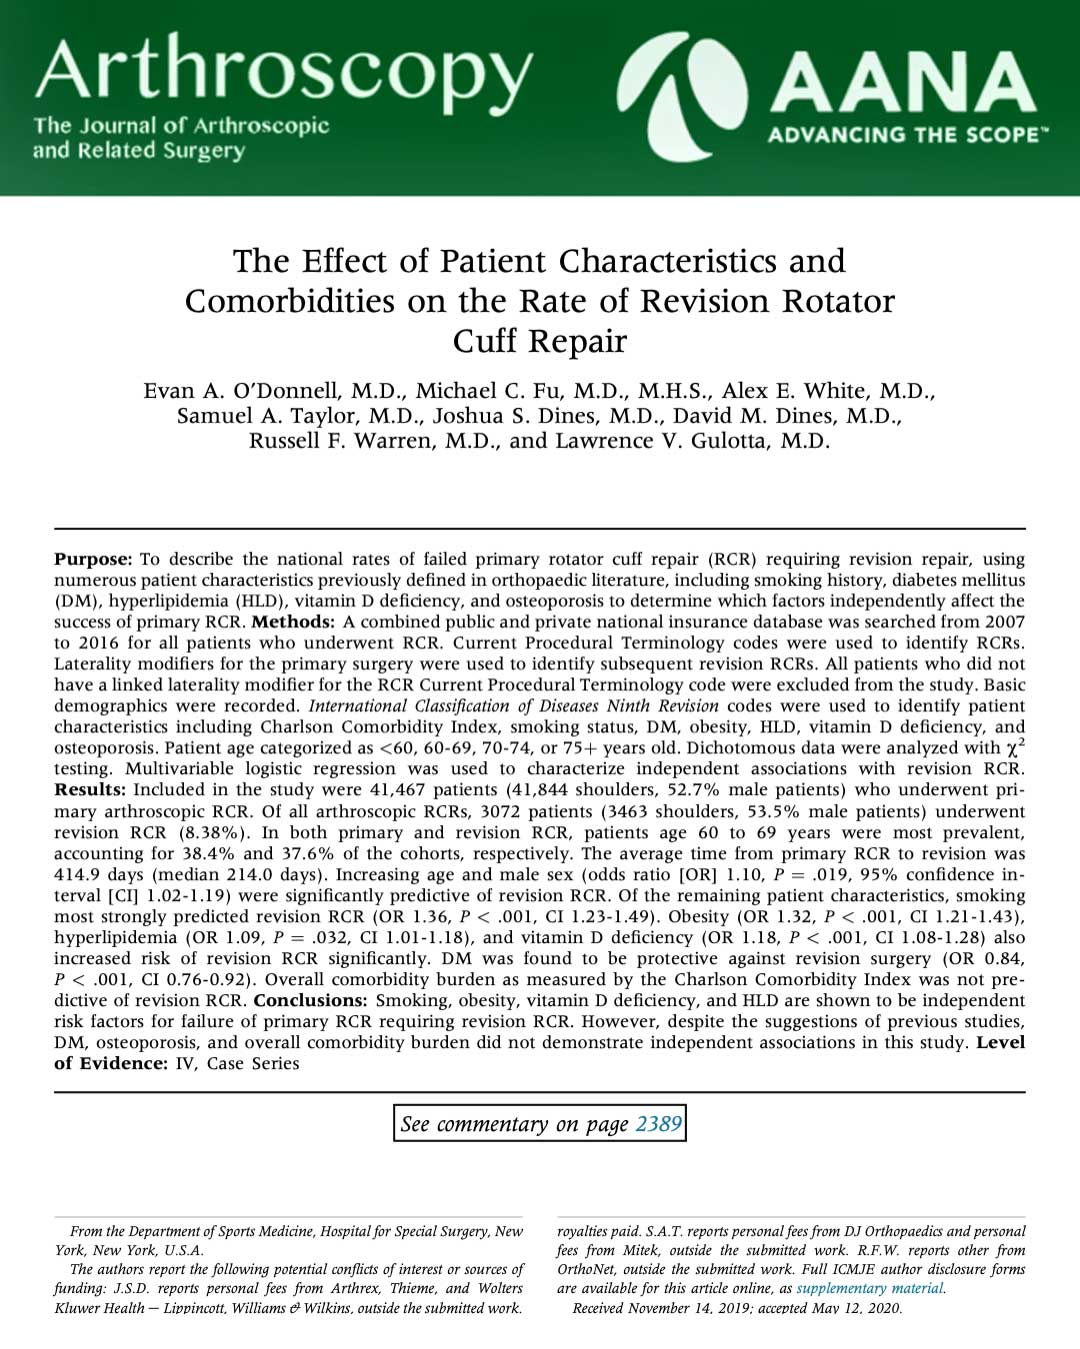 Arthroscopy
The Journal of Arthroscopic
and Related Surgery
AANA
ADVANCING THE SCOPE™
The Effect of Patient Characteristics and
Comorbidities on the Rate of Revision Rotator
Cuff Repair
Evan A. O’Donnell, M.D., Michael C. Fu, M.D., M.H.S., Alex E. White, M.D.,
Samuel A. Taylor, M.D., Joshua S. Dines, M.D., David M. Dines, M.D.,
Russell F. Warren, M.D., and Lawrence V. Gulotta, M.D.
Purpose: To describe the national rates of failed primary rotator cuff repair (RCR) requiring revision repair, using
numerous patient characteristics previously defined in orthopaedic literature, including smoking history, diabetes mellitus
(DM), hyperlipidemia (HLD), vitamin D deficiency, and osteoporosis to determine which factors independently affect the
success of primary RCR. Methods: A combined public and private national insurance database was searched from 2007
to 2016 for all patients who underwent RCR. Current Procedural Terminology codes were used to identify RCRs.
Laterality modifiers for the primary surgery were used to identify subsequent revision RCRs. All patients who did not
have a linked laterality modifier for the RCR Current Procedural Terminology code were excluded from the study. Basic
demographics were recorded. International Classification of Diseases Ninth Revision codes were used to identify patient
characteristics including Charlson Comorbidity Index, smoking status, DM, obesity, HLD, vitamin D deficiency, and
osteoporosis. Patient age categorized as <60, 60-69, 70-74, or 75+ years old. Dichotomous data were analyzed with χ²
testing. Multivariable logistic regression was used to characterize independent associations with revision RCR.
Results: Included in the study were 41,467 patients (41,844 shoulders, 52.7% male patients) who underwent pri-
mary arthroscopic RCR. Of all arthroscopic RCRs, 3072 patients (3463 shoulders, 53.5% male patients) underwent
revision RCR (8.38%). In both primary and revision RCR, patients age 60 to 69 years were most prevalent,
accounting for 38.4% and 37.6% of the cohorts, respectively. The average time from primary RCR to revision was
414.9 days (median 214.0 days). Increasing age and male sex (odds ratio [OR] 1.10, P = .019, 95% confidence in-
terval [CI] 1.02-1.19) were significantly predictive of revision RCR. Of the remaining patient characteristics, smoking
most strongly predicted revision RCR (OR 1.36, P < .001, CI 1.23-1.49). Obesity (OR 1.32, P < .001, CI 1.21-1.43),
hyperlipidemia (OR 1.09, P = .032, CI 1.01-1.18), and vitamin D deficiency (OR 1.18, P < .001, CI 1.08-1.28) also
increased risk of revision RCR significantly. DM was found to be protective against revision surgery (OR 0.84,
P < .001, CI 0.76-0.92). Overall comorbidity burden as measured by the Charlson Comorbidity Index was not pre-
dictive of revision RCR. Conclusions: Smoking, obesity, vitamin D deficiency, and HLD are shown to be independent
risk factors for failure of primary RCR requiring revision RCR. However, despite the suggestions of previous studies,
DM, osteoporosis, and overall comorbidity burden did not demonstrate independent associations in this study. Level
of Evidence: IV, Case Series
See commentary on page 2389
From the Department of Sports Medicine, Hospital for Special Surgery, New
York, New York, U.S.A.
The authors report the following potential conflicts of interest or sources of
funding: J.S.D. reports personal fees from Arthrex, Thieme, and Wolters
Kluwer Health — Lippincott, Williams & Wilkins, outside the submitted work.
royalties paid. S.A.T. reports personal fees from DJ Orthopaedics and personal
fees from Mitek, outside the submitted work. R.F.W. reports other from
OrthoNet, outside the submitted work. Full ICMJE author disclosure forms
are available for this article online, as supplementary material.
Received November 14, 2019; accepted May 12, 2020.